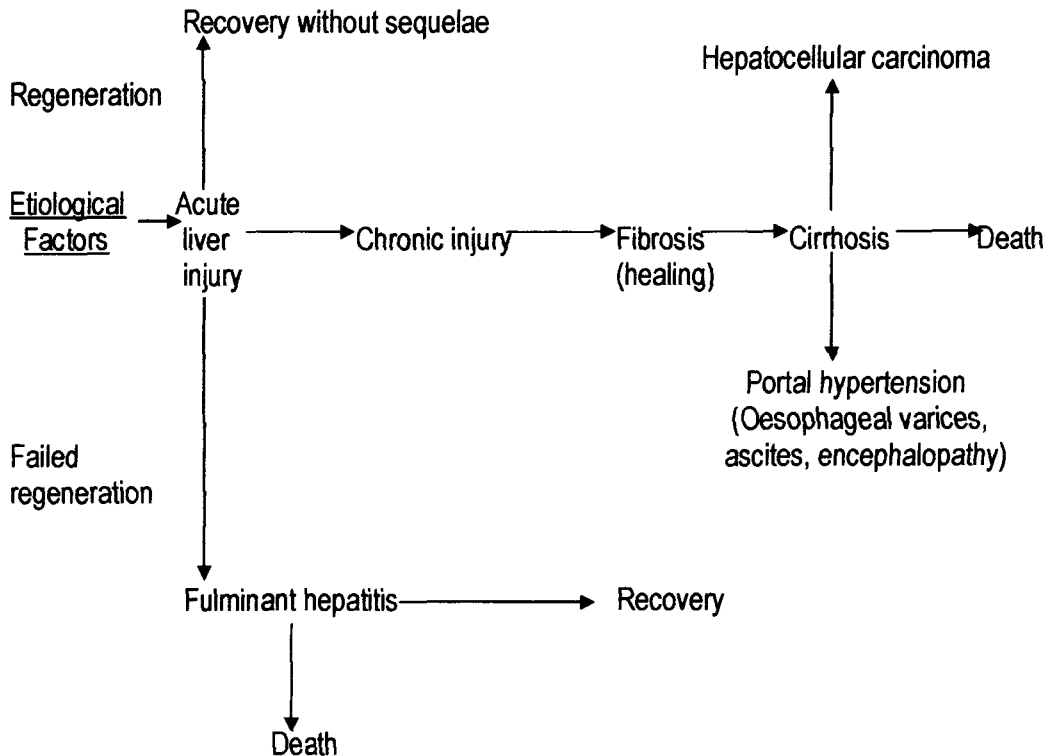 Recovery without sequelae
Hepatocellular carcinoma
Regeneration
Etiological
Factors
Acute
liver
injury
Chronic injury
Fibrosis
(healing)
Cirrhosis
Death
Portal hypertension
(Oesophageal varices,
ascites, encephalopathy)
Failed
regeneration
Fulminant hepatitis
Recovery
Death